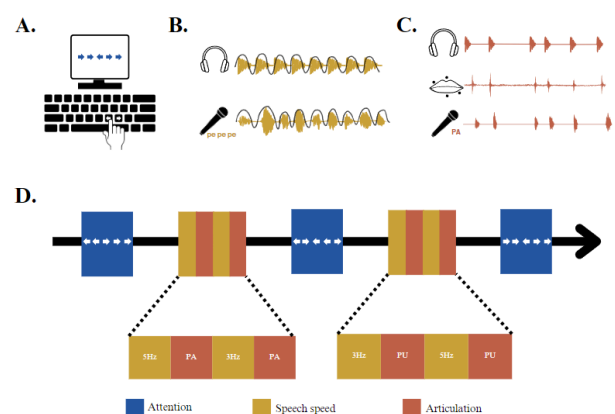 A.
B.
C.
pe pe pe
PA
D.
5Hz PA 3Hz PA
3Hz PU 5Hz PU
Attention
Speech speed
Articulation